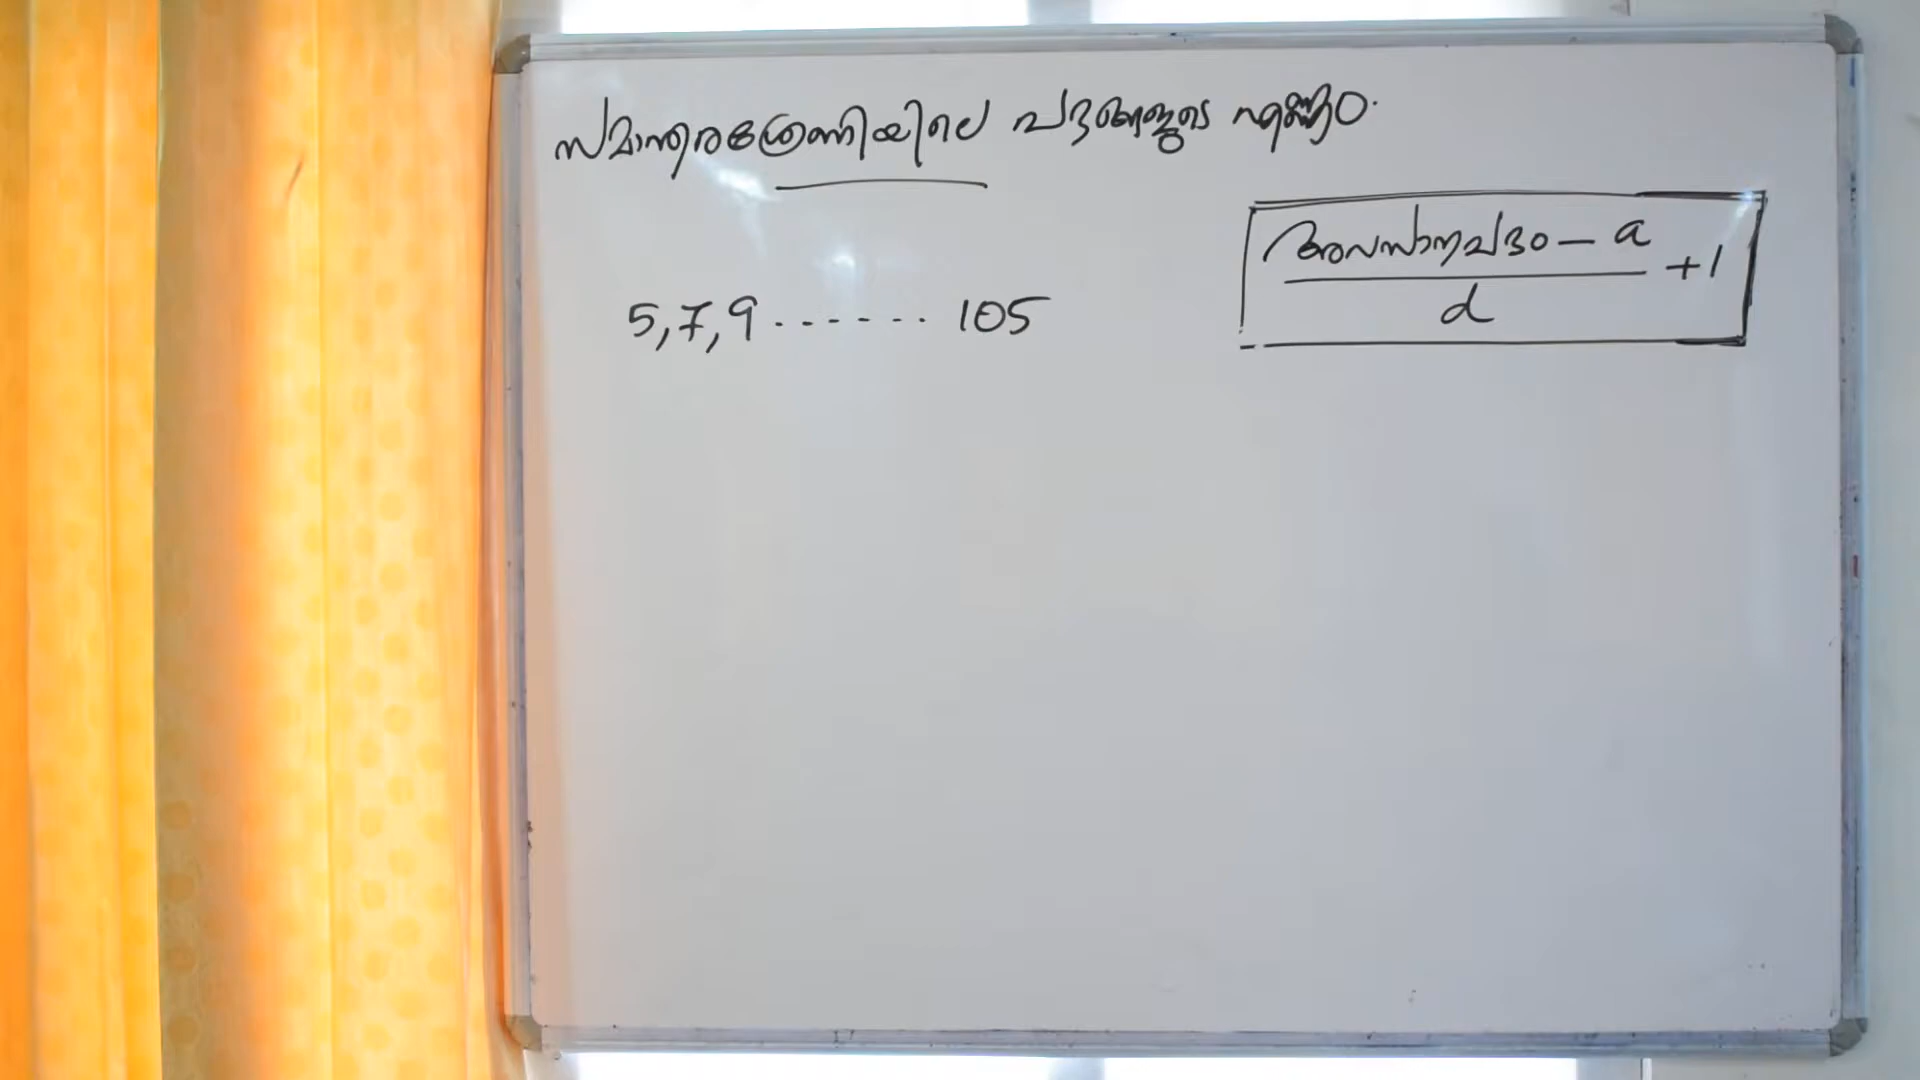 സമാന്തരശ്രേണിയിലെ പദങ്ങളുടെ എണ്ണം.
അവസാനപദം - a
d
+1
5, 7, 9 . . . . . . 105